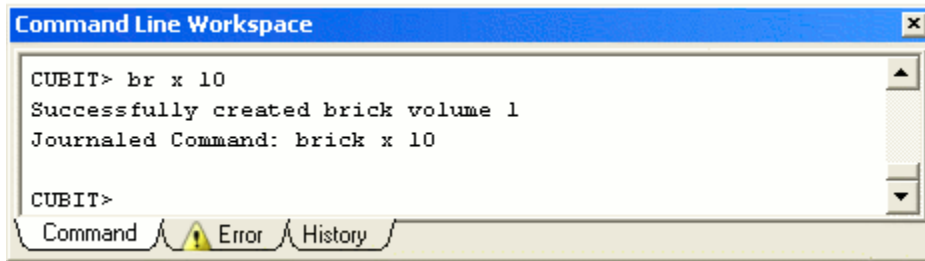 Command Line Workspace
CUBIT> br x 10
Successfully created brick volume 1
Journaled Command: brick x 10
CUBIT>
Command Error History